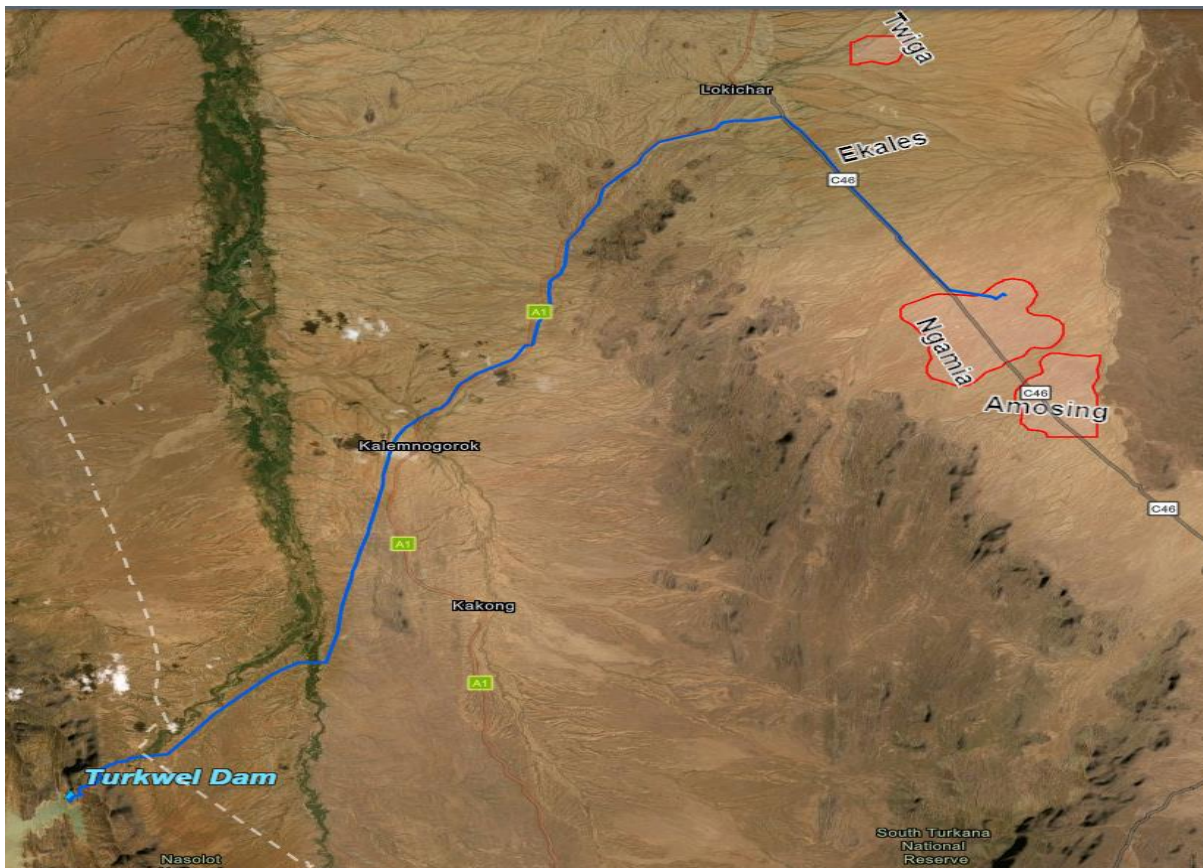 Twiga
Lokichar
Ekales
C46
A1
Ngamia
C46
Amosing
Kalemnogorok
C46
A1
Kakong
A1
Turkwel Dam
South Turkana
National
Reserve
Nasolot